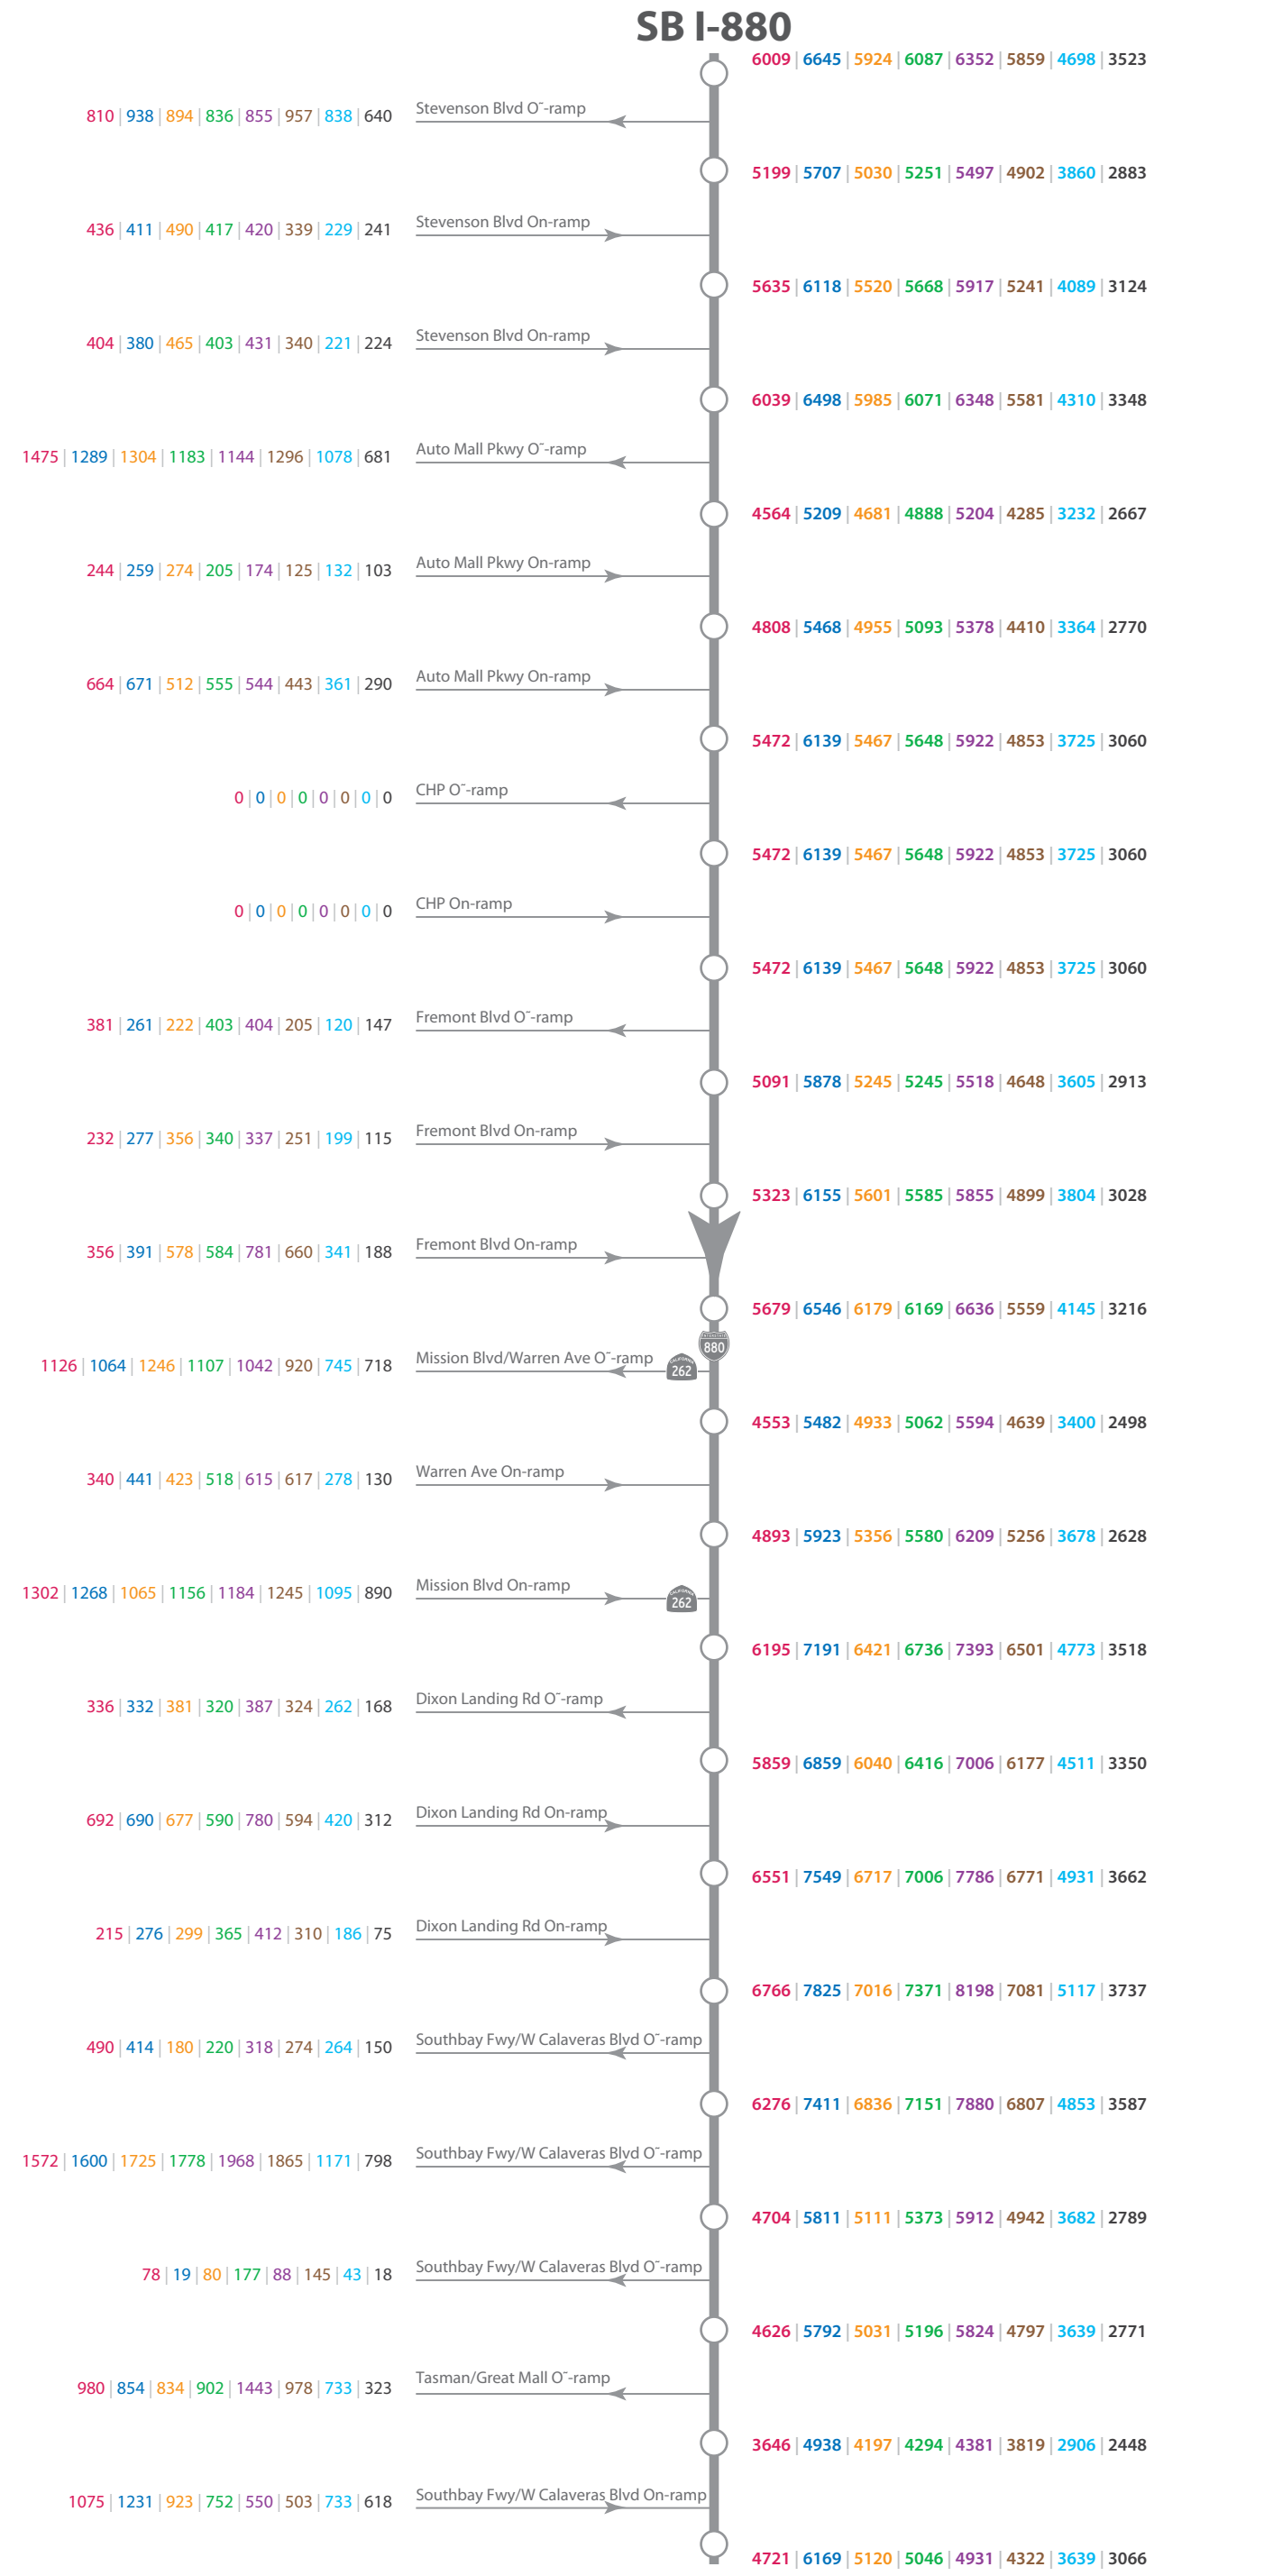 SB I-880
6009 | 6645 | 5924 | 6087 | 6352 | 5859 | 4698 | 3523
810 | 938 | 894 | 836 | 855 | 957 | 838 | 640 Stevenson Blvd O˜-ramp
5199 | 5707 | 5030 | 5251 | 5497 | 4902 | 3860 | 2883
436 | 411 | 490 | 417 | 420 | 339 | 229 | 241 Stevenson Blvd On-ramp
5635 | 6118 | 5520 | 5668 | 5917 | 5241 | 4089 | 3124
404 | 380 | 465 | 403 | 431 | 340 | 221 | 224 Stevenson Blvd On-ramp
6039 | 6498 | 5985 | 6071 | 6348 | 5581 | 4310 | 3348
1475 | 1289 | 1304 | 1183 | 1144 | 1296 | 1078 | 681 Auto Mall Pkwy O˜-ramp
4564 | 5209 | 4681 | 4888 | 5204 | 4285 | 3232 | 2667
244 | 259 | 274 | 205 | 174 | 125 | 132 | 103 Auto Mall Pkwy On-ramp
4808 | 5468 | 4955 | 5093 | 5378 | 4410 | 3364 | 2770
664 | 671 | 512 | 555 | 544 | 443 | 361 | 290 Auto Mall Pkwy On-ramp
5472 | 6139 | 5467 | 5648 | 5922 | 4853 | 3725 | 3060
0 | 0 | 0 | 0 | 0 | 0 | 0 | 0 CHP O˜-ramp
5472 | 6139 | 5467 | 5648 | 5922 | 4853 | 3725 | 3060
0 | 0 | 0 | 0 | 0 | 0 | 0 | 0 CHP On-ramp
5472 | 6139 | 5467 | 5648 | 5922 | 4853 | 3725 | 3060
381 | 261 | 222 | 403 | 404 | 205 | 120 | 147 Fremont Blvd O˜-ramp
5091 | 5878 | 5245 | 5245 | 5518 | 4648 | 3605 | 2913
232 | 277 | 356 | 340 | 337 | 251 | 199 | 115 Fremont Blvd On-ramp
5323 | 6155 | 5601 | 5585 | 5855 | 4899 | 3804 | 3028
356 | 391 | 578 | 584 | 781 | 660 | 341 | 188 Fremont Blvd On-ramp
5679 | 6546 | 6179 | 6169 | 6636 | 5559 | 4145 | 3216
880
1126 | 1064 | 1246 | 1107 | 1042 | 920 | 745 | 718 Mission Blvd/Warren Ave O˜-ramp CALIFORNIA 262
4553 | 5482 | 4933 | 5062 | 5594 | 4639 | 3400 | 2498
340 | 441 | 423 | 518 | 615 | 617 | 278 | 130 Warren Ave On-ramp
4893 | 5923 | 5356 | 5580 | 6209 | 5256 | 3678 | 2628
1302 | 1268 | 1065 | 1156 | 1184 | 1245 | 1095 | 890 Mission Blvd On-ramp CALIFORNIA 262
6195 | 7191 | 6421 | 6736 | 7393 | 6501 | 4773 | 3518
336 | 332 | 381 | 320 | 387 | 324 | 262 | 168 Dixon Landing Rd O˜-ramp
5859 | 6859 | 6040 | 6416 | 7006 | 6177 | 4511 | 3350
692 | 690 | 677 | 590 | 780 | 594 | 420 | 312 Dixon Landing Rd On-ramp
6551 | 7549 | 6717 | 7006 | 7786 | 6771 | 4931 | 3662
215 | 276 | 299 | 365 | 412 | 310 | 186 | 75 Dixon Landing Rd On-ramp
6766 | 7825 | 7016 | 7371 | 8198 | 7081 | 5117 | 3737
490 | 414 | 180 | 220 | 318 | 274 | 264 | 150 Southbay Fwy/W Calaveras Blvd O˜-ramp
6276 | 7411 | 6836 | 7151 | 7880 | 6807 | 4853 | 3587
1572 | 1600 | 1725 | 1778 | 1968 | 1865 | 1171 | 798 Southbay Fwy/W Calaveras Blvd O˜-ramp
4704 | 5811 | 5111 | 5373 | 5912 | 4942 | 3682 | 2789
78 | 19 | 80 | 177 | 88 | 145 | 43 | 18 Southbay Fwy/W Calaveras Blvd O˜-ramp
4626 | 5792 | 5031 | 5196 | 5824 | 4797 | 3639 | 2771
980 | 854 | 834 | 902 | 1443 | 978 | 733 | 323 Tasman/Great Mall O˜-ramp
3646 | 4938 | 4197 | 4294 | 4381 | 3819 | 2906 | 2448
1075 | 1231 | 923 | 752 | 550 | 503 | 733 | 618 Southbay Fwy/W Calaveras Blvd On-ramp
4721 | 6169 | 5120 | 5046 | 4931 | 4322 | 3639 | 3066